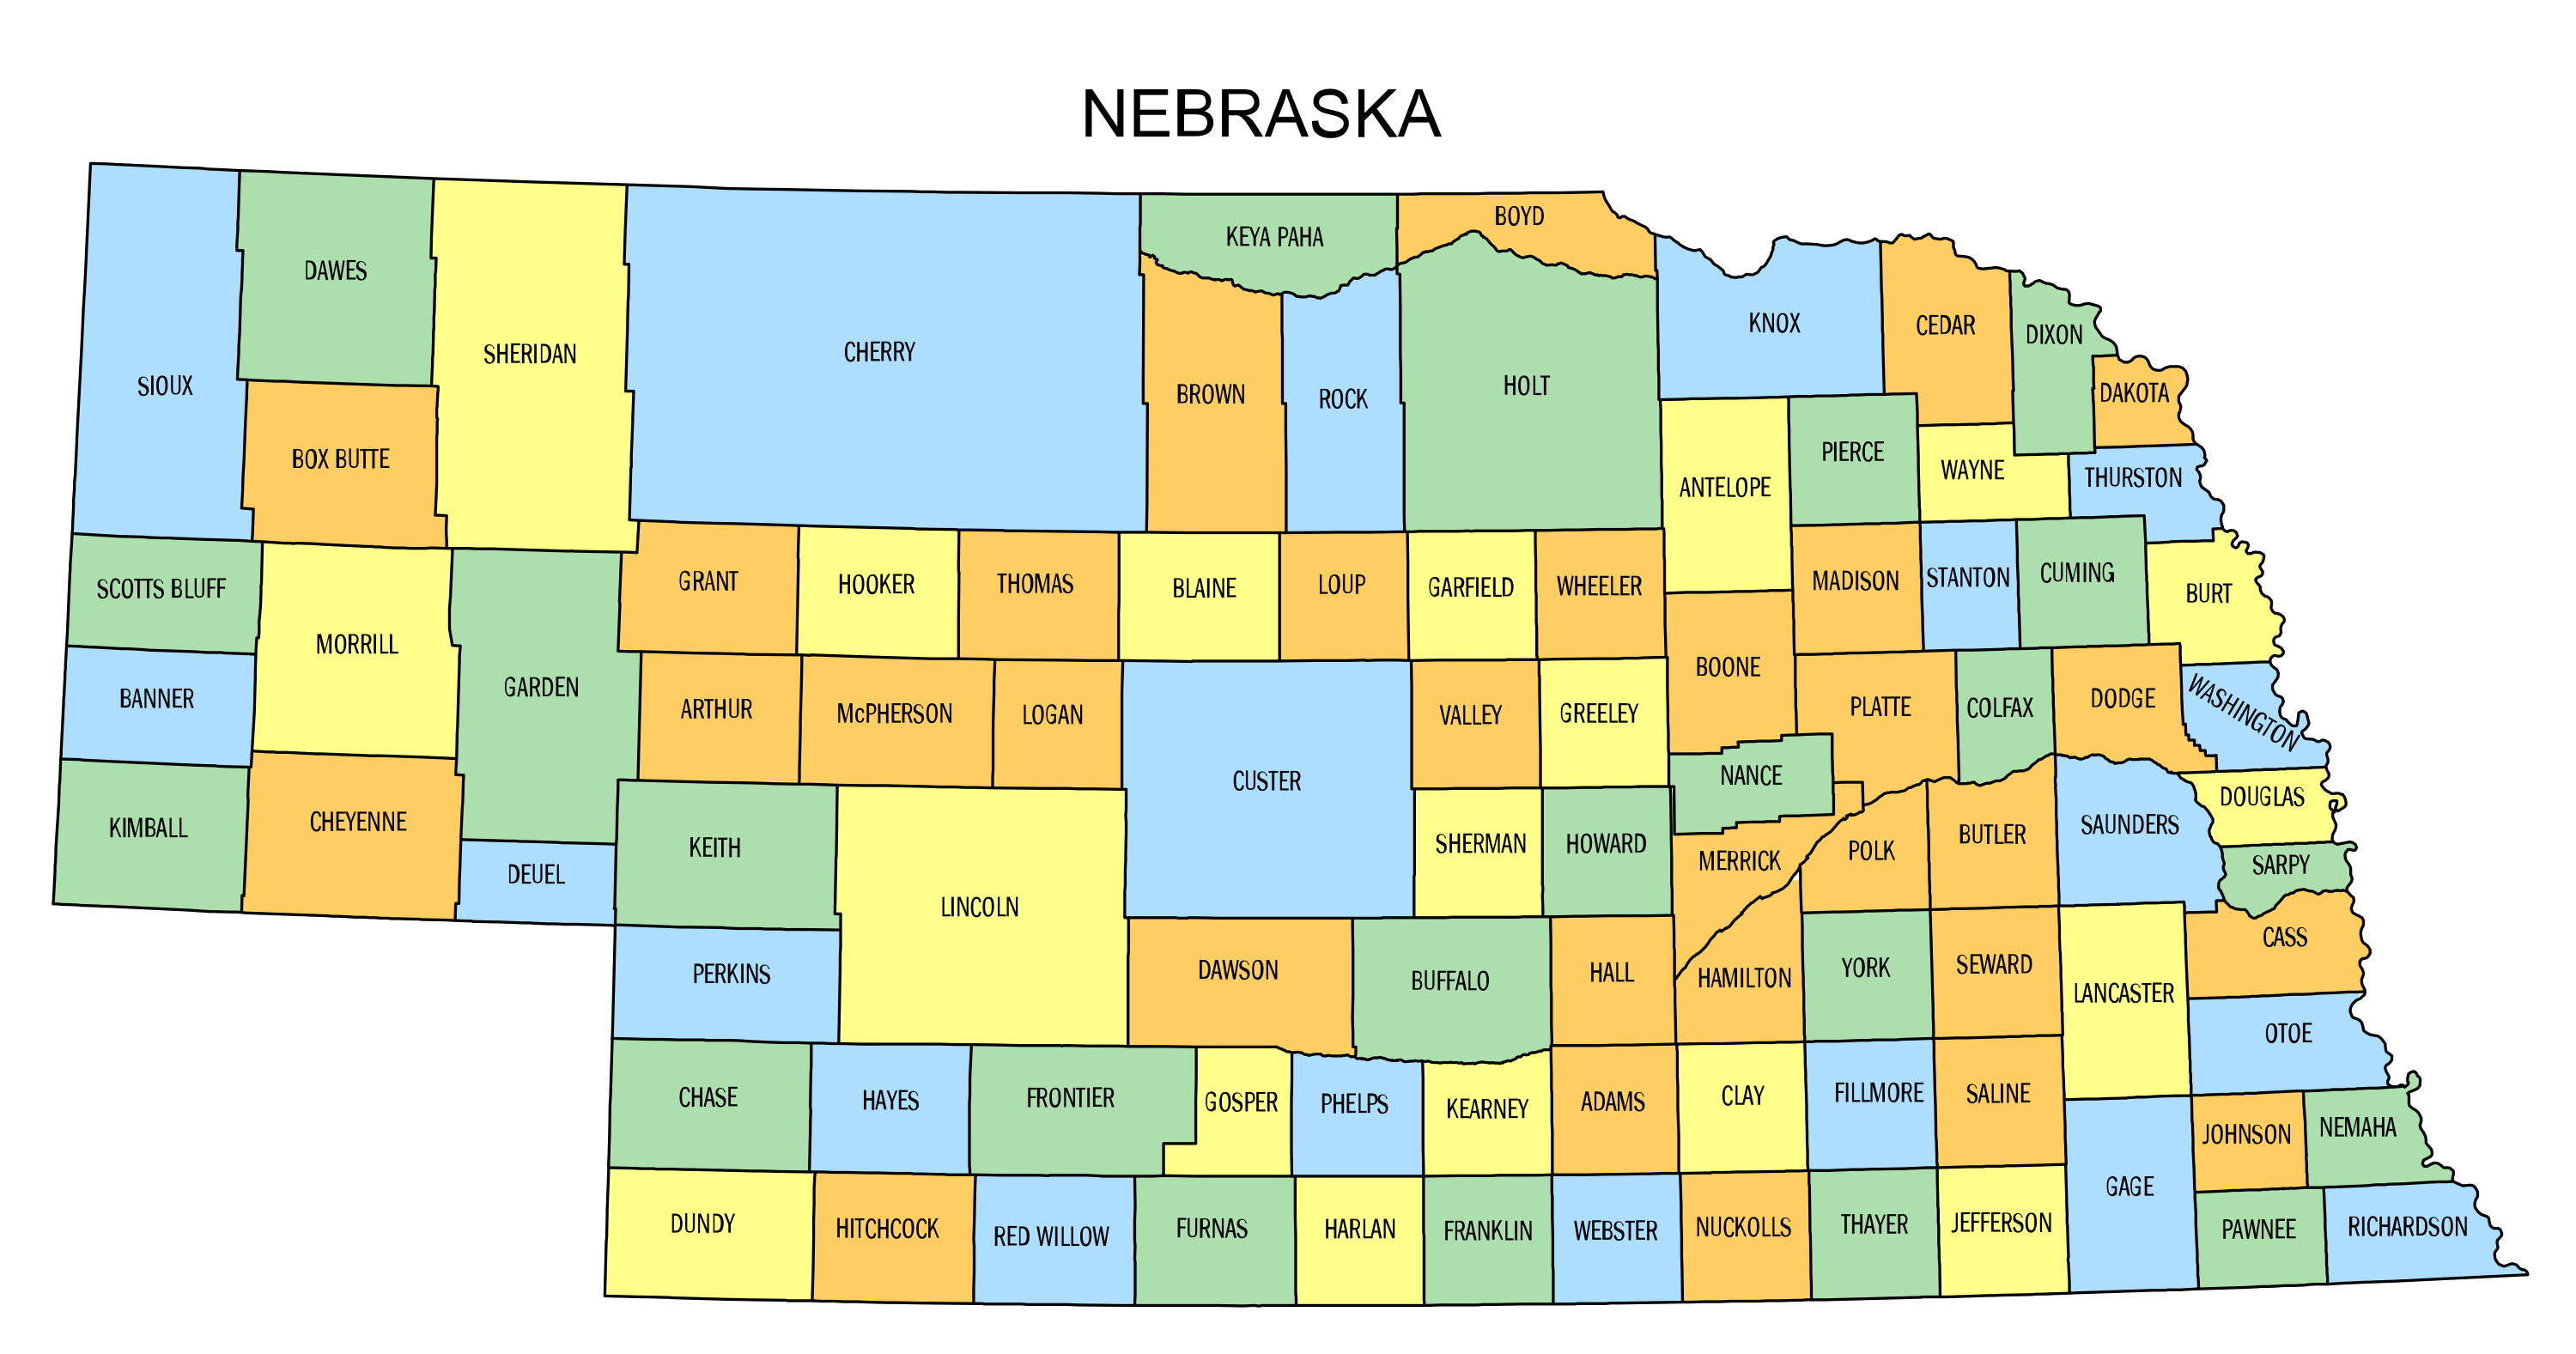 NEBRASKA
KEYA PAHA
BOYD
DAWES
SHERIDAN
CHERRY
KNOX
CEDAR
DIXON
SIOUX
BROWN
ROCK
HOLT
DAKOTA
BOX BUTTE
ANTELOPE
PIERCE
WAYNE
THURSTON
SCOTTS BLUFF
MORRILL
GRANT
HOOKER
THOMAS
BLAINE
LOUP
GARFIELD
WHEELER
MADISON
STANTON
CUMING
BURT
BANNER
GARDEN
ARTHUR
McPHERSON
LOGAN
CUSTER
VALLEY
GREELEY
BOONE
PLATTE
COLFAX
DODGE
WASHINGTON
NANCE
KIMBALL
CHEYENNE
DEUEL
KEITH
LINCOLN
SHERMAN
HOWARD
MERRICK
POLK
BUTLER
SAUNDERS
DOUGLAS
SARPY
PERKINS
DAWSON
BUFFALO
HALL
HAMILTON
YORK
SEWARD
LANCASTER
CASS
OTOE
CHASE
HAYES
FRONTIER
GOSPER
PHELPS
KEARNEY
ADAMS
CLAY
FILLMORE
SALINE
JOHNSON
NEMAHA
DUNDY
HITCHCOCK
RED WILLOW
FURNAS
HARLAN
FRANKLIN
WEBSTER
NUCKOLLS
THAYER
JEFFERSON
GAGE
PAWNEE
RICHARDSON